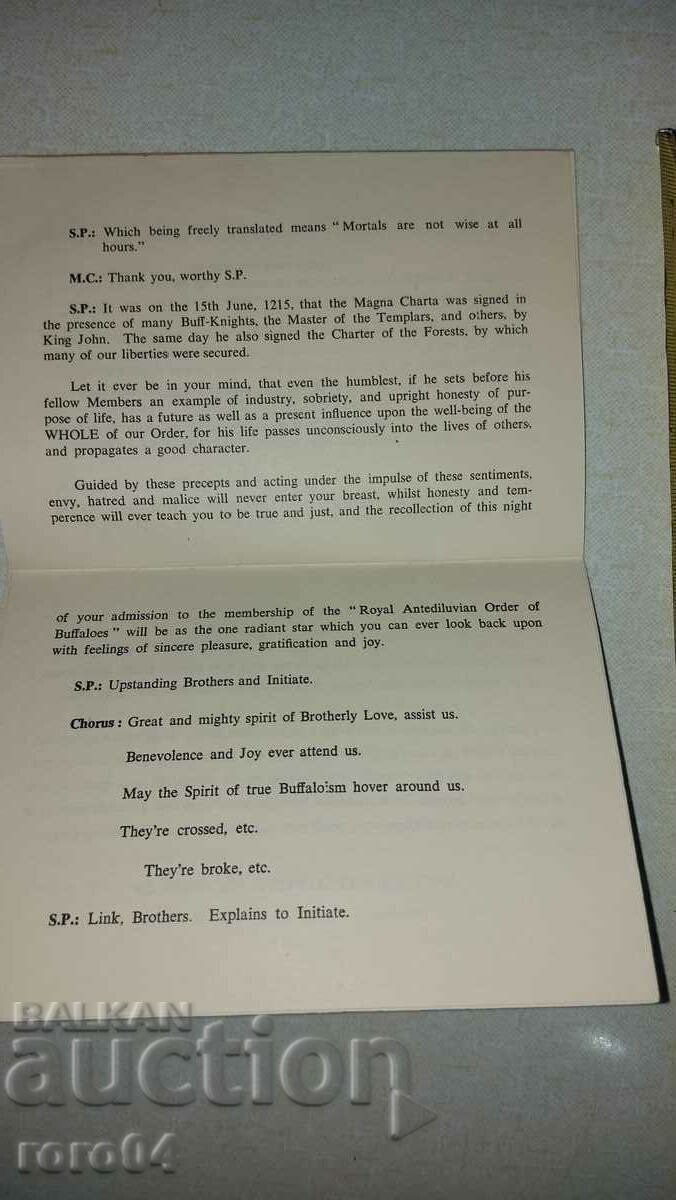 S.P.: Which being freely translated means "Mortals are not wise at all
hours."
M.C.: Thank you, worthy S.P.
S.P.: It was on the 15th June, 1215, that the Magna Charta was signed in
the presence of many Buff-Knights, the Master of the Templars, and others, by
King John. The same day he also signed the Charter of the Forests, by which
many of our liberties were secured.
Let it ever be in your mind, that even the humblest, if he sets before his
fellow Members an example of industry, sobriety, and upright honesty of pur-
pose of life, has a future as well as a present influence upon the well-being of the
WHOLE of our Order, for his life passes unconsciously into the lives of others,
and propagates a good character.
Guided by these precepts and acting under the impulse of these sentiments,
envy, hatred and malice will never enter your breast, whilst honesty and tem-
perence will ever teach you to be true and just, and the recollection of this night
of your admission to the membership of the "Royal Antediluvian Order of
Buffaloes" will be as the one radiant star which you can ever look back upon
with feelings of sincere pleasure, gratification and joy.
S.P.: Upstanding Brothers and Initiate.
Chorus: Great and mighty spirit of Brotherly Love, assist us.
Benevolence and Joy ever attend us.
May the Spirit of true Buffaloism hover around us.
They're crossed, etc.
They're broke, etc.
S.P.: Link, Brothers. Explains to Initiate.
BALKAN
auction
roro04